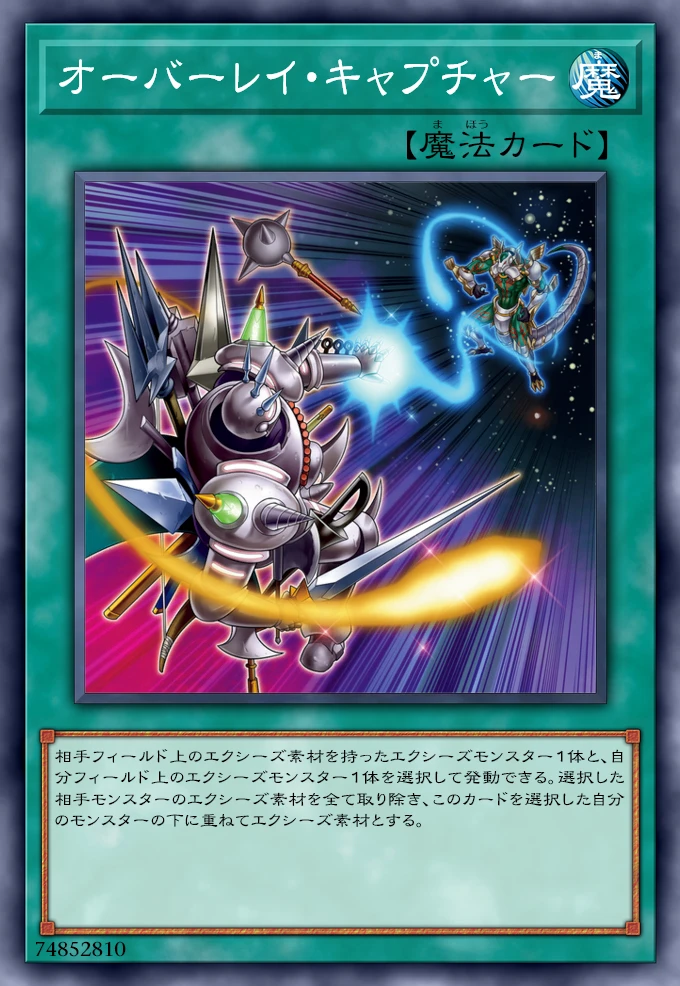 オーバーレイ・キャプチャー
魔
ま
ま ほう
【魔法カード】
相手フィールド上のエクシーズ素材を持ったエクシーズモンスター１体と、自
分フィールド上のエクシーズモンスター１体を選択して発動できる。選択した
相手モンスターのエクシーズ素材を全て取り除き、このカードを選択した自分
のモンスターの下に重ねてエクシーズ素材とする。
74852810